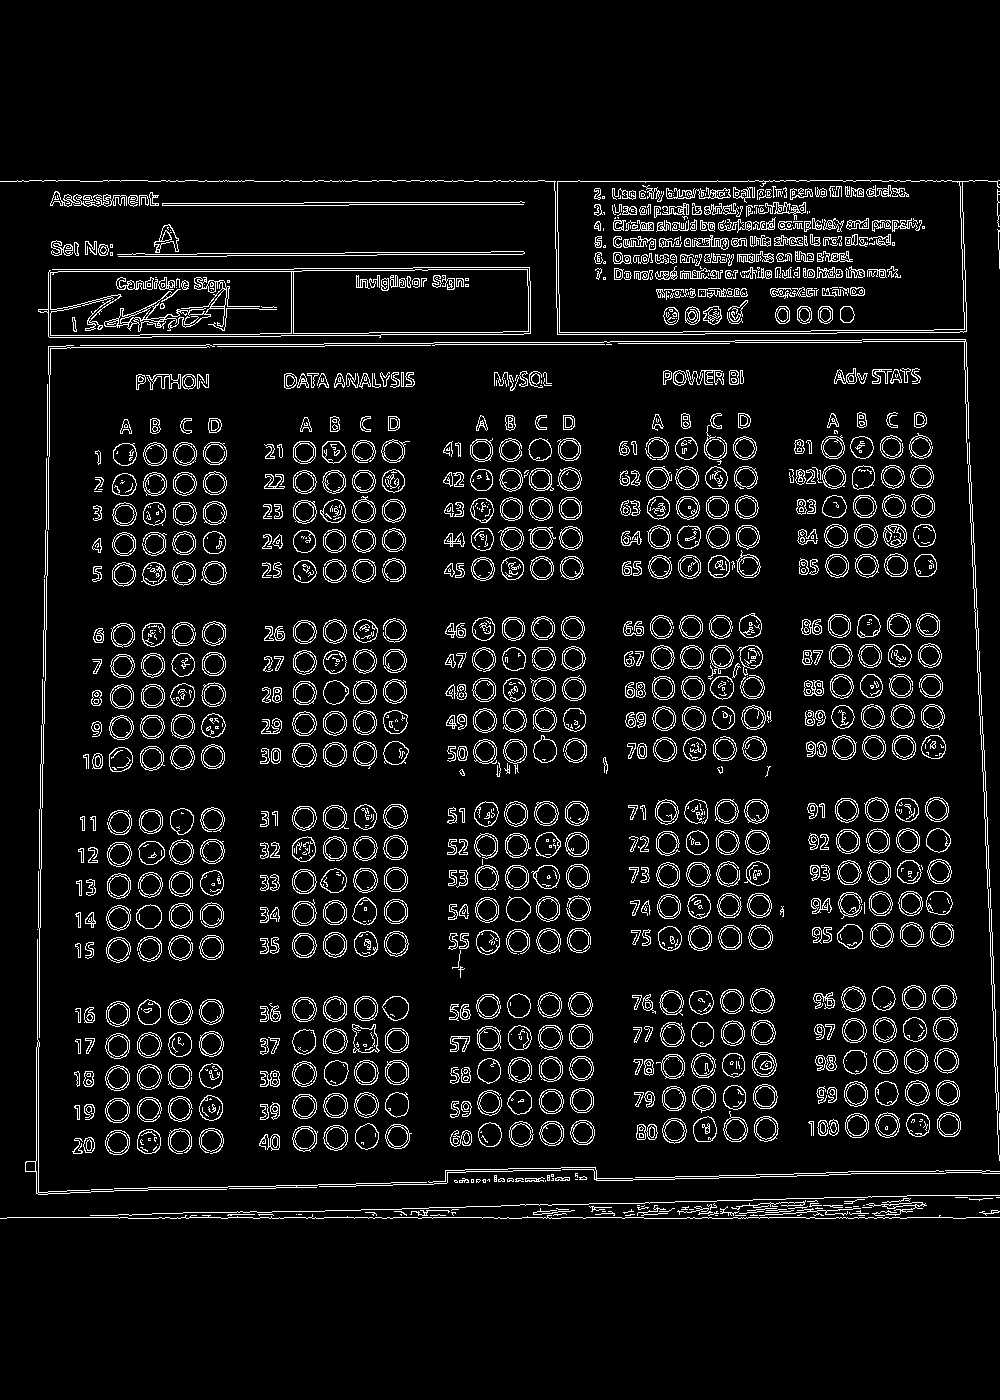 Assessment:
Set No: A
Candidate Sign:
Invigilator Sign:
2. Use only blue/black ball point pen to fill the circles.
3. Use of pencil is strictly prohibited.
4. Circles should be darkened completely and properly.
5. Cutting and erasing on this sheet is not allowed.
6. Do not use any stray marks on the sheet.
7. Do not use marker or white fluid to hide the mark.
WRONG METHODS CORRECT METHOD
PYTHON DATA ANALYSIS MySQL POWER BI Adv STATS
A B C D A B C D A B C D A B C D A B C D
1 21 41 61 81
2 22 42 62 82
3 23 43 63 83
4 24 44 64 84
5 25 45 65 85
6 26 46 66 86
7 27 47 67 87
8 28 48 68 88
9 29 49 69 89
10 30 50 70 90
11 31 51 71 91
12 32 52 72 92
13 33 53 73 93
14 34 54 74 94
15 35 55 75 95
16 36 56 76 96
17 37 57 77 97
18 38 58 78 98
19 39 59 79 99
20 40 60 80 100